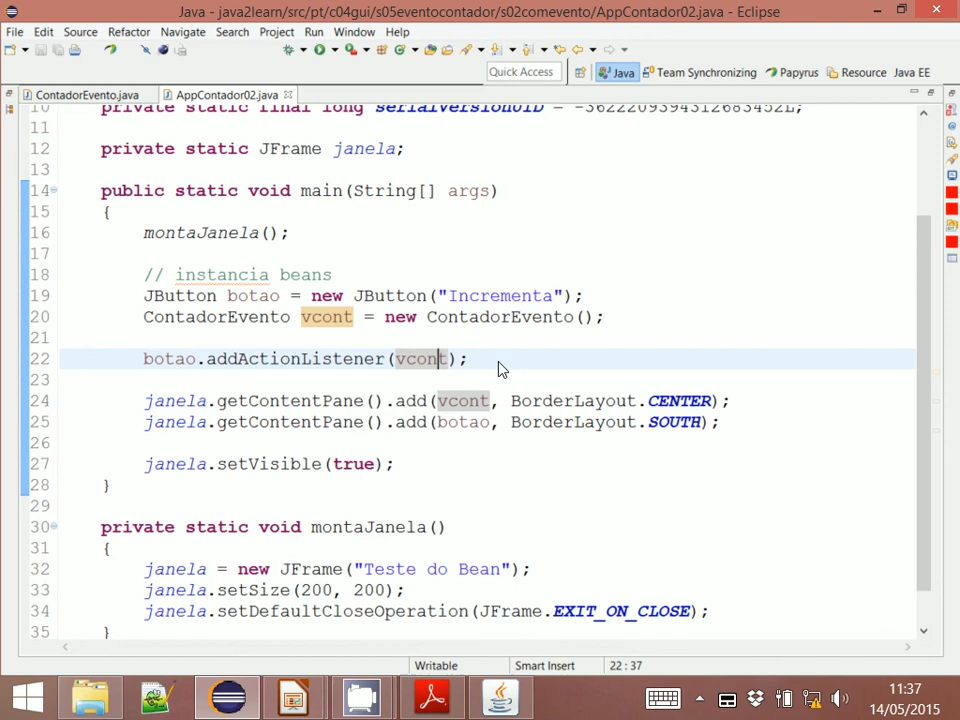 Java - java2learn/src/pt/c04gui/s05eventocontador/s02comevento/AppContador02.java - Eclipse
File Edit Source Refactor Navigate Search Project Run Window Help
Quick Access Java Team Synchronizing Papyrus Resource Java EE
ContadorEvento.java AppContador02.java
10 private static final long serialVersionUID = -3622209394312683452L;
11
12 private static JFrame janela;
13
14 public static void main(String[] args)
15 {
16 montaJanela();
17
18 // instancia beans
19 JButton botao = new JButton("Incrementa");
20 ContadorEvento vcont = new ContadorEvento();
21
22 botao.addActionListener(vcont);
23
24 janela.getContentPane().add(vcont, BorderLayout.CENTER);
25 janela.getContentPane().add(botao, BorderLayout.SOUTH);
26
27 janela.setVisible(true);
28 }
29
30 private static void montaJanela()
31 {
32 janela = new JFrame("Teste do Bean");
33 janela.setSize(200, 200);
34 janela.setDefaultCloseOperation(JFrame.EXIT_ON_CLOSE);
35 }
Writable Smart Insert 22 : 37
11:37
14/05/2015